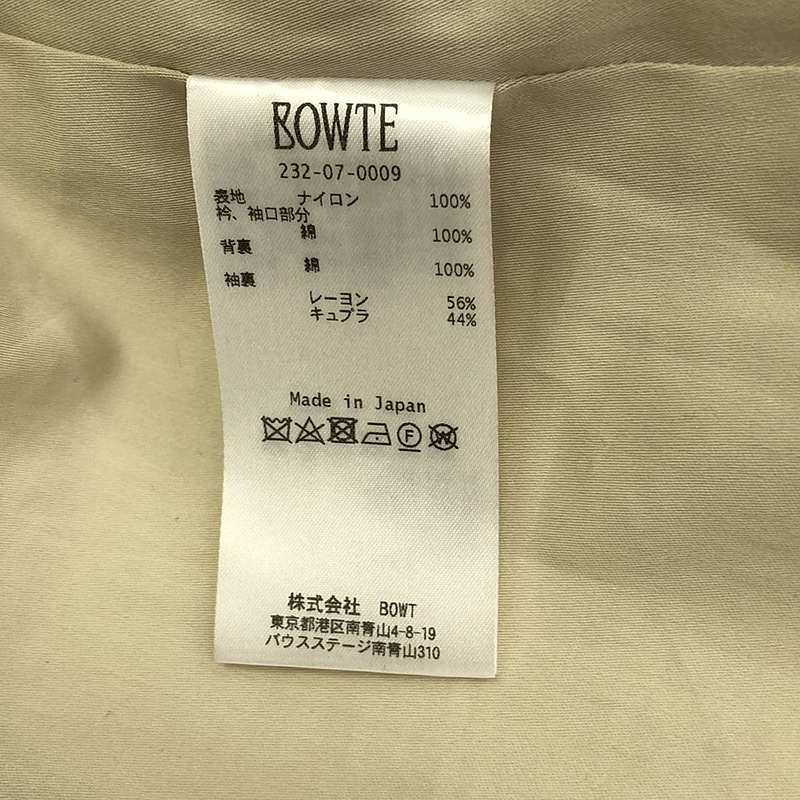 BOWTE
232-07-0009
表地 ナイロン 100%
衿、袖口部分
綿 100%
背裏
綿 100%
袖裏
レーヨン 56%
キュプラ 44%
Made in Japan
F W
株式会社 BOWT
東京都港区南青山4-8-19
バウスステージ南青山310